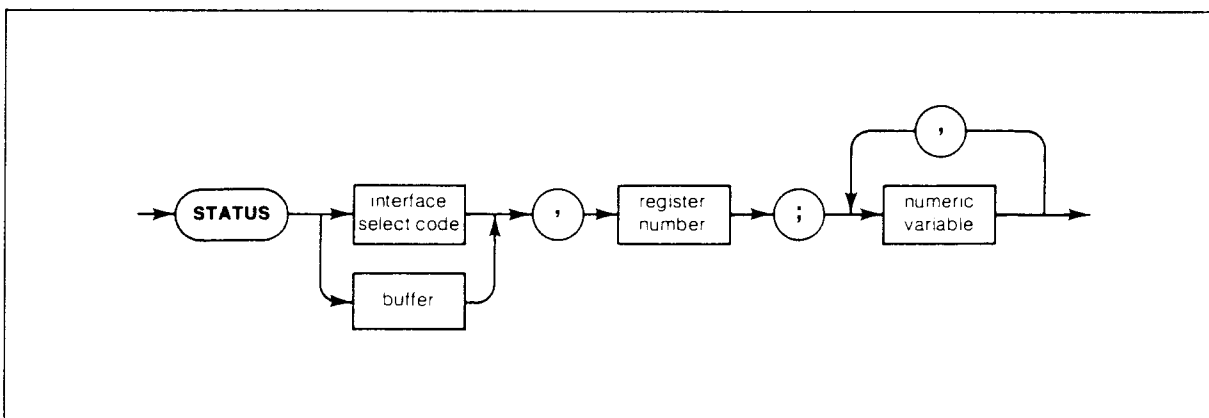 STATUS
interface
select code
buffer
,
register
number
;
,
numeric
variable